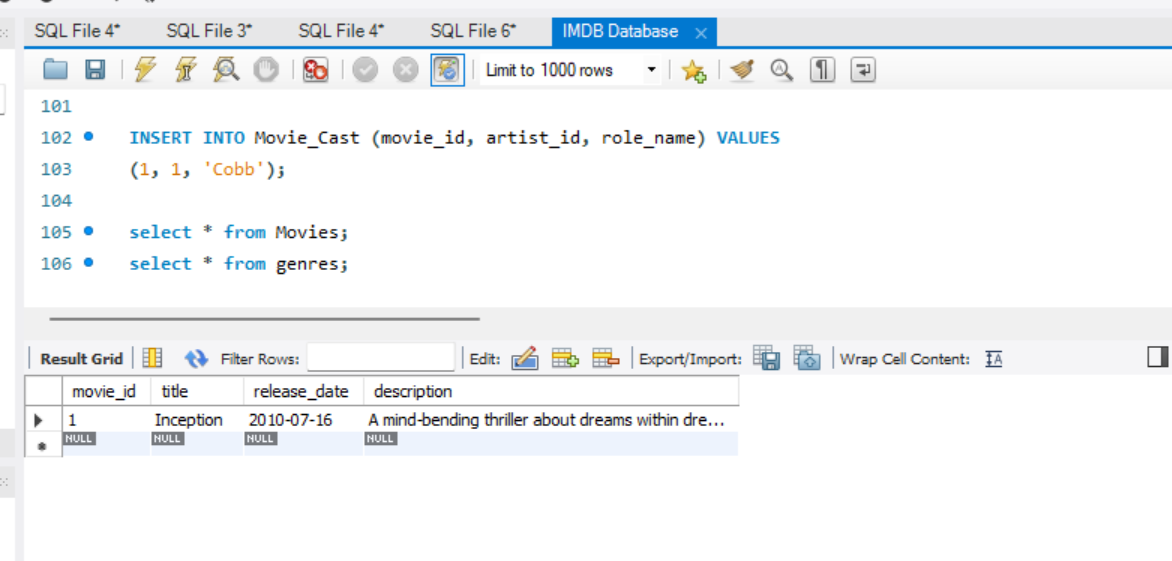 SQL File 4* SQL File 3* SQL File 4* SQL File 6* IMDB Database
Limit to 1000 rows
101
102 INSERT INTO Movie_Cast (movie_id, artist_id, role_name) VALUES
103 (1, 1, 'Cobb');
104
105 select * from Movies;
106 select * from genres;
Result Grid Filter Rows: Edit: Export/Import: Wrap Cell Content: IA
movie_id title release_date description
1 Inception 2010-07-16 A mind-bending thriller about dreams within dre...
NULL NULL NULL NULL